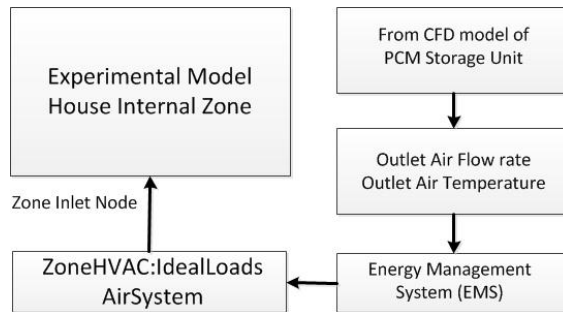 Experimental Model
House Internal Zone
From CFD model of
PCM Storage Unit
Outlet Air Flow rate
Outlet Air Temperature
Zone Inlet Node
ZoneHVAC:IdealLoads
AirSystem
Energy Management
System (EMS)